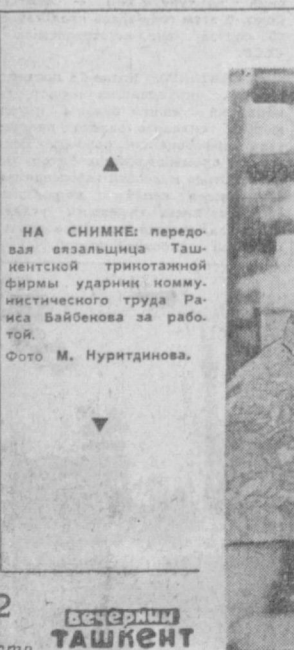 НА СНИМКЕ: передо-
вая вязальщица Таш-
кентской трикотажной
фирмы ударник комму-
нистического труда Ра-
иса Байбекова за рабо-
той.
Фото М. Нуритдинова.
2
вечерний
ТАШКЕНТ